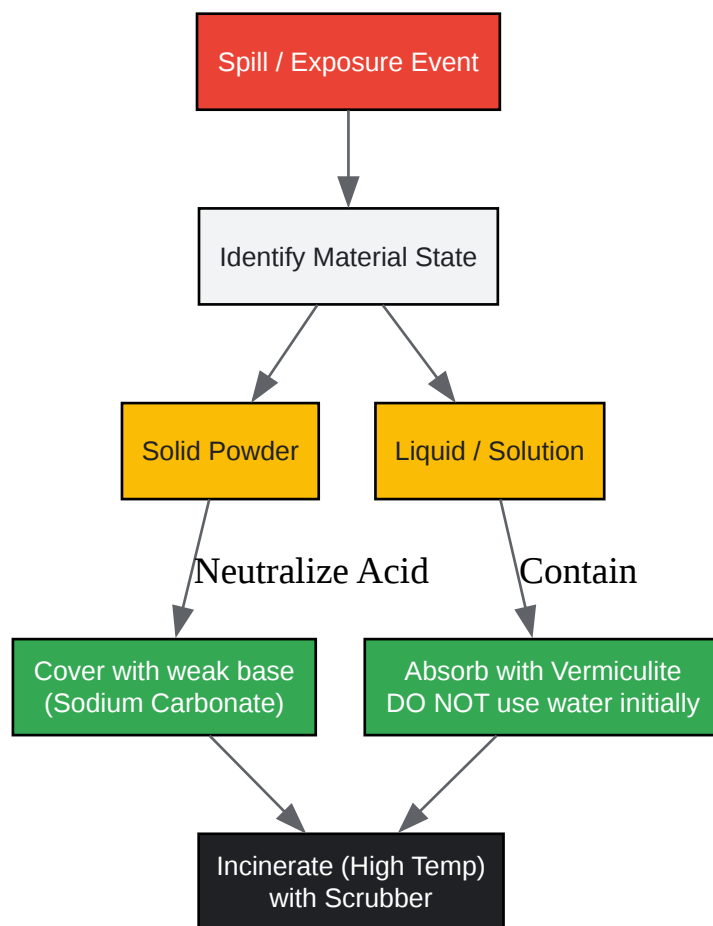 Spill / Exposure Event
Identify Material State
Solid Powder
Liquid / Solution
Neutralize Acid
Contain
Cover with weak base
(Sodium Carbonate)
Absorb with Vermiculite
DO NOT use water initially
Incinerate (High Temp)
with Scrubber